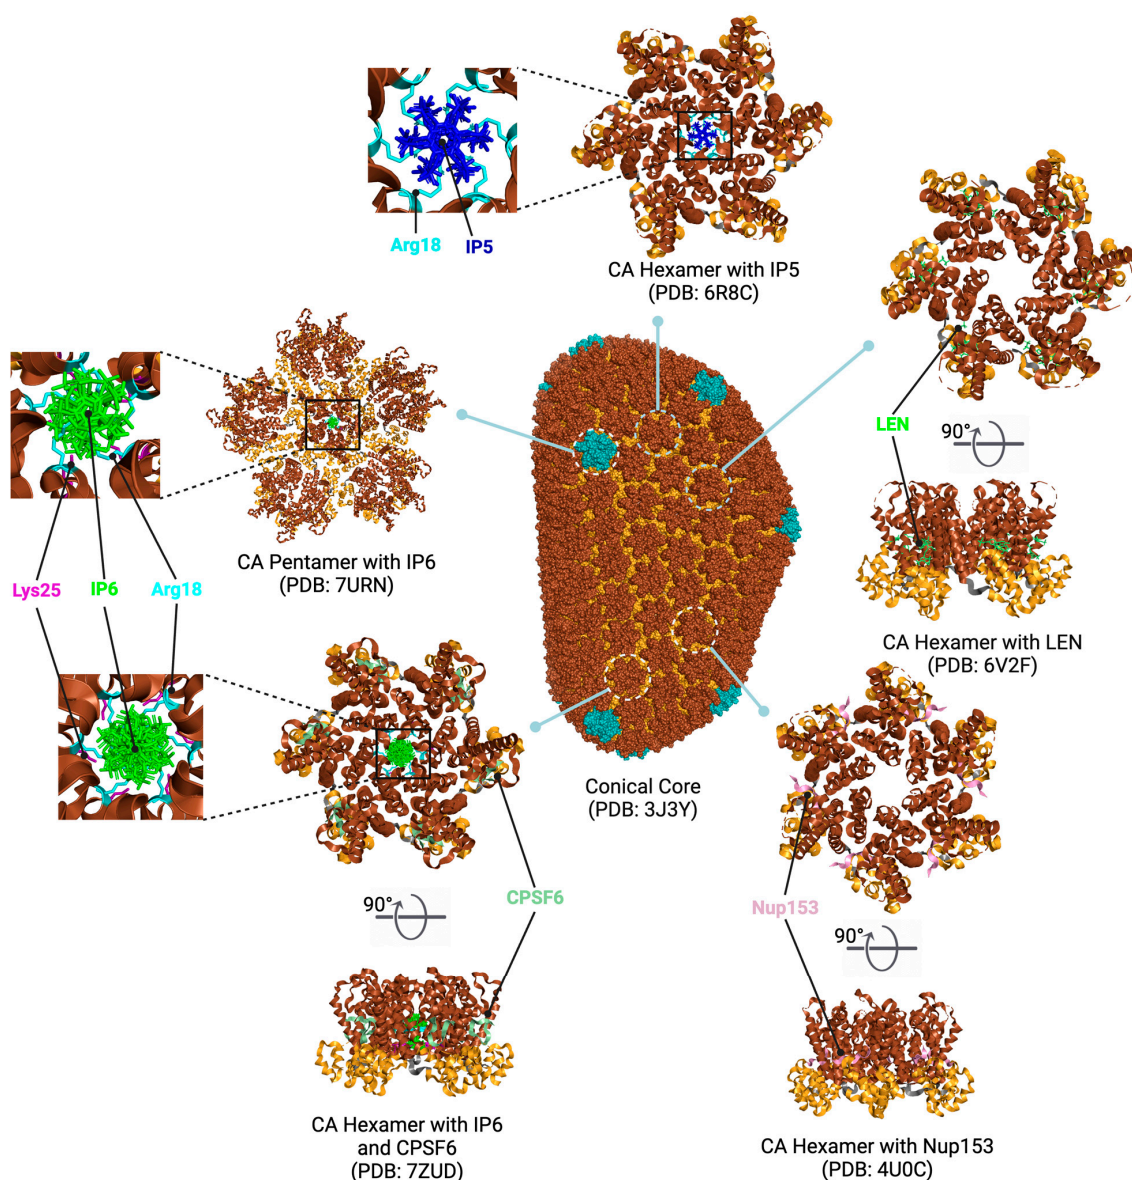 Arg18
IP5
CA Hexamer with IP5
(PDB: 6R8C)
LEN
90°
CA Hexamer with LEN
(PDB: 6V2F)
CA Pentamer with IP6
(PDB: 7URN)
Lys25
IP6
Arg18
Conical Core
(PDB: 3J3Y)
CPSF6
90°
CA Hexamer with IP6
and CPSF6
(PDB: 7ZUD)
Nup153
90°
CA Hexamer with Nup153
(PDB: 4U0C)